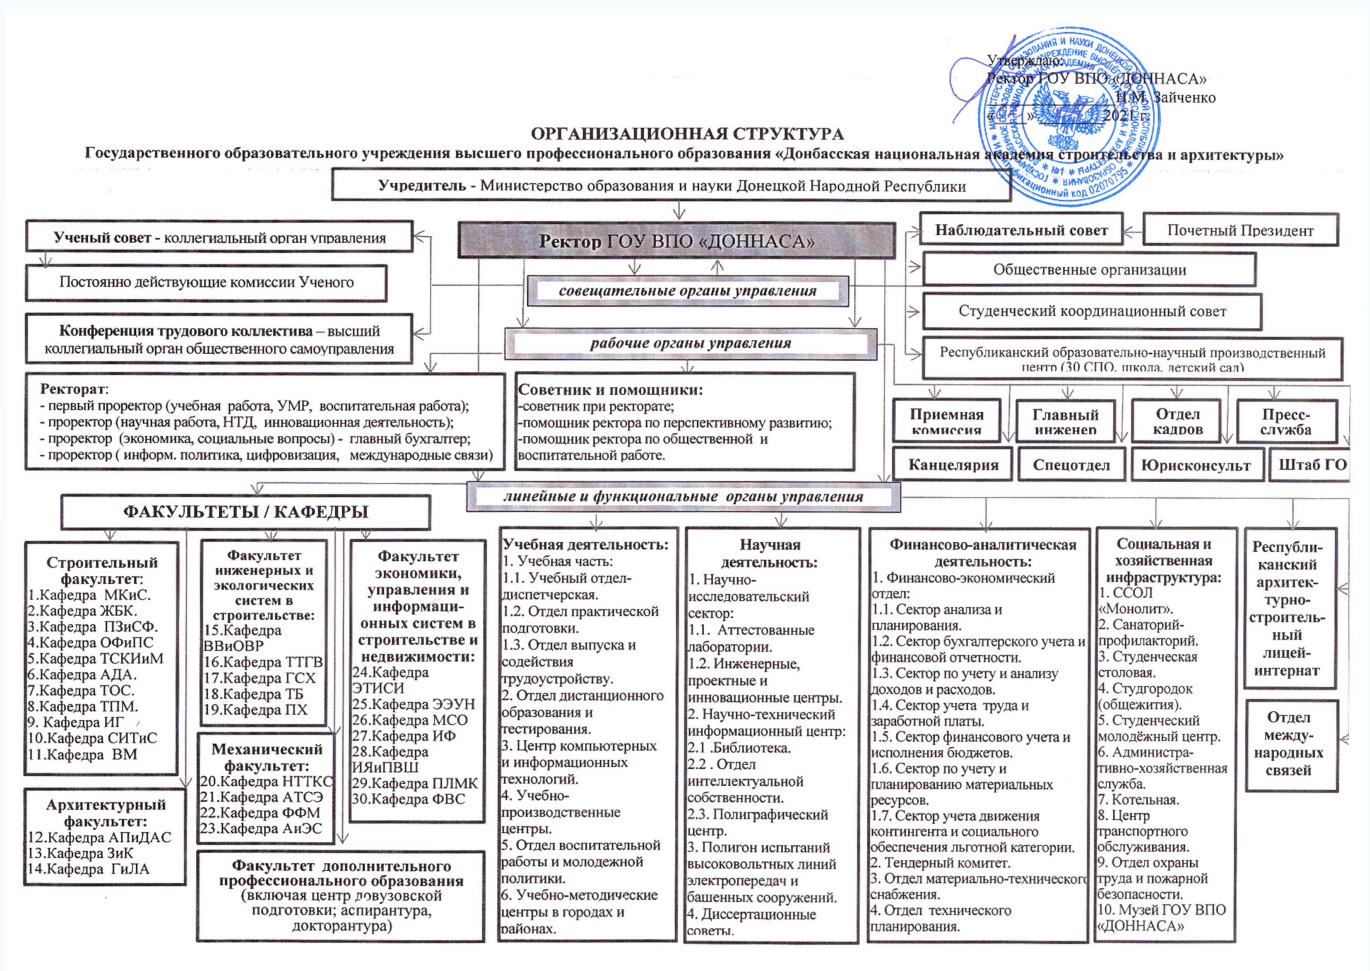 Утверждаю:
Ректор ГОУ ВПО «ДОННАСА»
Н.М. Зайченко
«     »               2021 г.
ОРГАНИЗАЦИОННАЯ СТРУКТУРА
Государственного образовательного учреждения высшего профессионального образования «Донбасская национальная академия строительства и архитектуры»
Учредитель - Министерство образования и науки Донецкой Народной Республики
Ученый совет - коллегиальный орган управления
Постоянно действующие комиссии Ученого
Конференция трудового коллектива – высший
коллегиальный орган общественного самоуправления
Ректор ГОУ ВПО «ДОННАСА»
совещательные органы управления
рабочие органы управления
Наблюдательный совет
Почетный Президент
Общественные организации
Студенческий координационный совет
Республиканский образовательно-научный производственный
центр (30 СПО, школа, детский сад)
Ректорат:
- первый проректор (учебная работа, УМР, воспитательная работа);
- проректор (научная работа, НТД, инновационная деятельность);
- проректор (экономика, социальные вопросы) - главный бухгалтер;
- проректор ( информ. политика, цифровизация, международные связи)
Советник и помощники:
-советник при ректорате;
-помощник ректора по перспективному развитию;
-помощник ректора по общественной и
воспитательной работе.
Приемная
комиссия
Главный
инженер
Отдел
кадров
Пресс-
служба
Канцелярия
Спецотдел
Юрисконсульт
Штаб ГО
линейные и функциональные органы управления
ФАКУЛЬТЕТЫ / КАФЕДРЫ
Строительный
факультет:
1.Кафедра МКиС.
2.Кафедра ЖБК.
3.Кафедра ПЗиСФ.
4.Кафедра ОФиПС
5.Кафедра ТСКИиМ
6.Кафедра АДА.
7.Кафедра ТОС.
8.Кафедра ТПМ.
9. Кафедра ИГ
10.Кафедра СИТиС
11.Кафедра ВМ
Архитектурный
факультет:
12.Кафедра АПиДАС
13.Кафедра ЗиК
14.Кафедра ГиЛА
Факультет
инженерных и
экологических
систем в
строительстве:
15.Кафедра
ВВиОВР
16.Кафедра ТТГВ
17.Кафедра ГСХ
18.Кафедра ТБ
19.Кафедра ПХ
Механический
факультет:
20.Кафедра НТТКС
21.Кафедра АТСЭ
22.Кафедра ФФМ
23.Кафедра АиЭС
Факультет
экономики,
управления и
информаци-
онных систем в
строительстве и
недвижимости:
24.Кафедра
ЭТИСИ
25.Кафедра ЭЭУН
26.Кафедра МСО
27.Кафедра ИФ
28.Кафедра
ИЯиПВШ
29.Кафедра ПЛМК
30.Кафедра ФВС
Факультет дополнительного
профессионального образования
(включая центр довузовской
подготовки; аспирантура,
докторантура)
Учебная деятельность:
1. Учебная часть:
1.1. Учебный отдел-
диспетчерская.
1.2. Отдел практической
подготовки.
1.3. Отдел выпуска и
содействия
трудоустройству.
2. Отдел дистанционного
образования и
тестирования.
3. Центр компьютерных
и информационных
технологий.
4. Учебно-
производственные
центры.
5. Отдел воспитательной
работы и молодежной
политики.
6. Учебно-методические
центры в городах и
районах.
Научная
деятельность:
1. Научно-
исследовательский
сектор:
1.1. Аттестованные
лаборатории.
1.2. Инженерные,
проектные и
инновационные центры.
2. Научно-технический
информационный центр:
2.1 .Библиотека.
2.2 . Отдел
интеллектуальной
собственности.
2.3. Полиграфический
центр.
3. Полигон испытаний
высоковольтных линий
электропередач и
башенных сооружений.
4. Диссертационные
советы.
Финансово-аналитическая
деятельность:
1. Финансово-экономический
отдел:
1.1. Сектор анализа и
планирования.
1.2. Сектор бухгалтерского учета и
финансовой отчетности.
1.3. Сектор по учету и анализу
доходов и расходов.
1.4. Сектор учета труда и
заработной платы.
1.5. Сектор финансового учета и
исполнения бюджетов.
1.6. Сектор по учету и
планированию материальных
ресурсов.
1.7. Сектор учета движения
контингента и социального
обеспечения льготной категории.
2. Тендерный комитет.
3. Отдел материально-технического
снабжения.
4. Отдел технического
планирования.
Социальная и
хозяйственная
инфраструктура:
1. ССОЛ
«Монолит».
2. Санаторий-
профилакторий.
3. Студенческая
столовая.
4. Студгородок
(общежития).
5. Студенческий
молодёжный центр.
6. Администра-
тивно-хозяйственная
служба.
7. Котельная.
8. Центр
транспортного
обслуживания.
9. Отдел охраны
труда и пожарной
безопасности.
10. Музей ГОУ ВПО
«ДОННАСА»
Республи-
канский
архитек-
турно-
строитель-
ный
лицей-
интернат
Отдел
между-
народных
связей